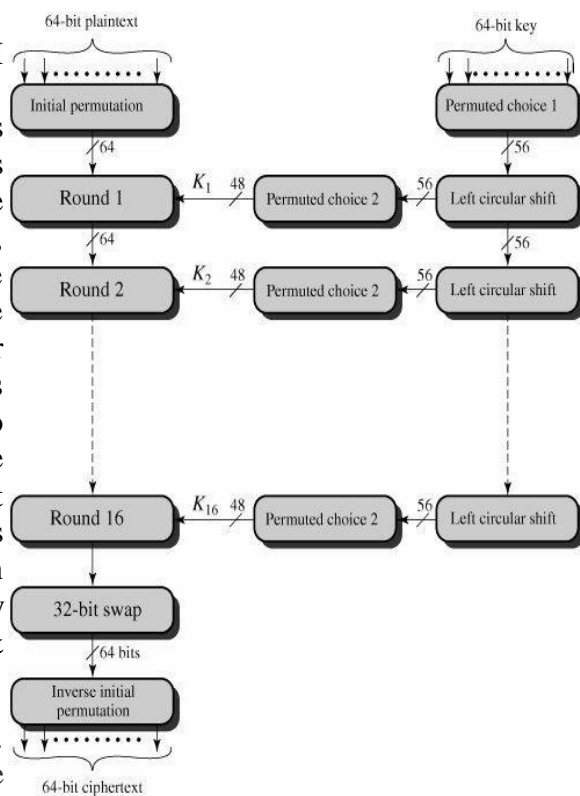 64-bit plaintext
64-bit key
Initial permutation
Permuted choice 1
64
56
Round 1
K1
48
Permuted choice 2
56
Left circular shift
64
56
Round 2
K2
48
Permuted choice 2
56
Left circular shift
Round 16
K16
48
Permuted choice 2
56
Left circular shift
32-bit swap
64 bits
Inverse initial
permutation
64-bit ciphertext